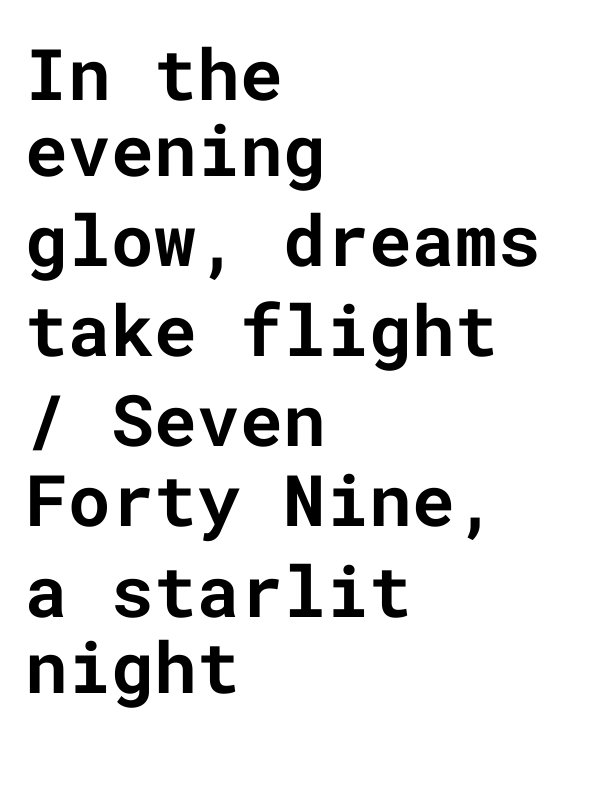 In the
evening
glow, dreams
take flight
/ Seven
Forty Nine,
a starlit
night